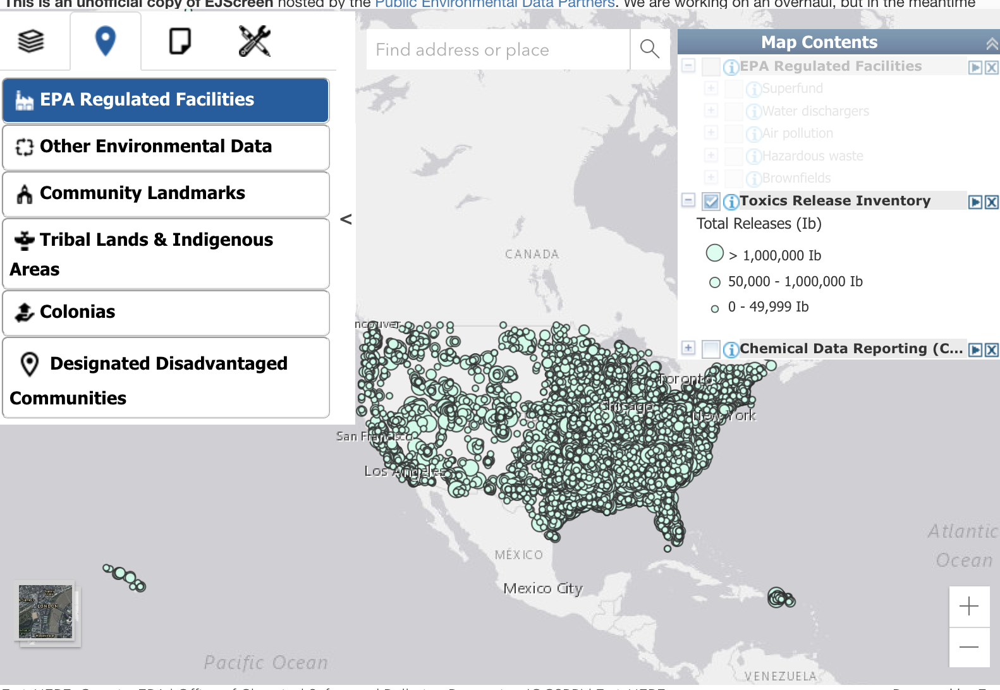 This is an unofficial copy of EJScreen hosted by the Public Environmental Data Partners. We are working on an overhaul, but in the meantime
Find address or place
EPA Regulated Facilities
Other Environmental Data
Community Landmarks
Tribal Lands & Indigenous
Areas
Colonias
Designated Disadvantaged
Communities
<
Map Contents
EPA Regulated Facilities
Superfund
Water dischargers
Air pollution
Hazardous waste
Brownfields
Toxics Release Inventory
Total Releases (lb)
> 1,000,000 lb
50,000 - 1,000,000 lb
0 - 49,999 lb
Chemical Data Reporting (C...
CANADA
ncouver
Toronto
Chicago
New York
San Francisco
Los Angeles
MÉXICO
Mexico City
Atlantic
Ocean
LONDON
Westminster
Pacific Ocean
VENEZUELA